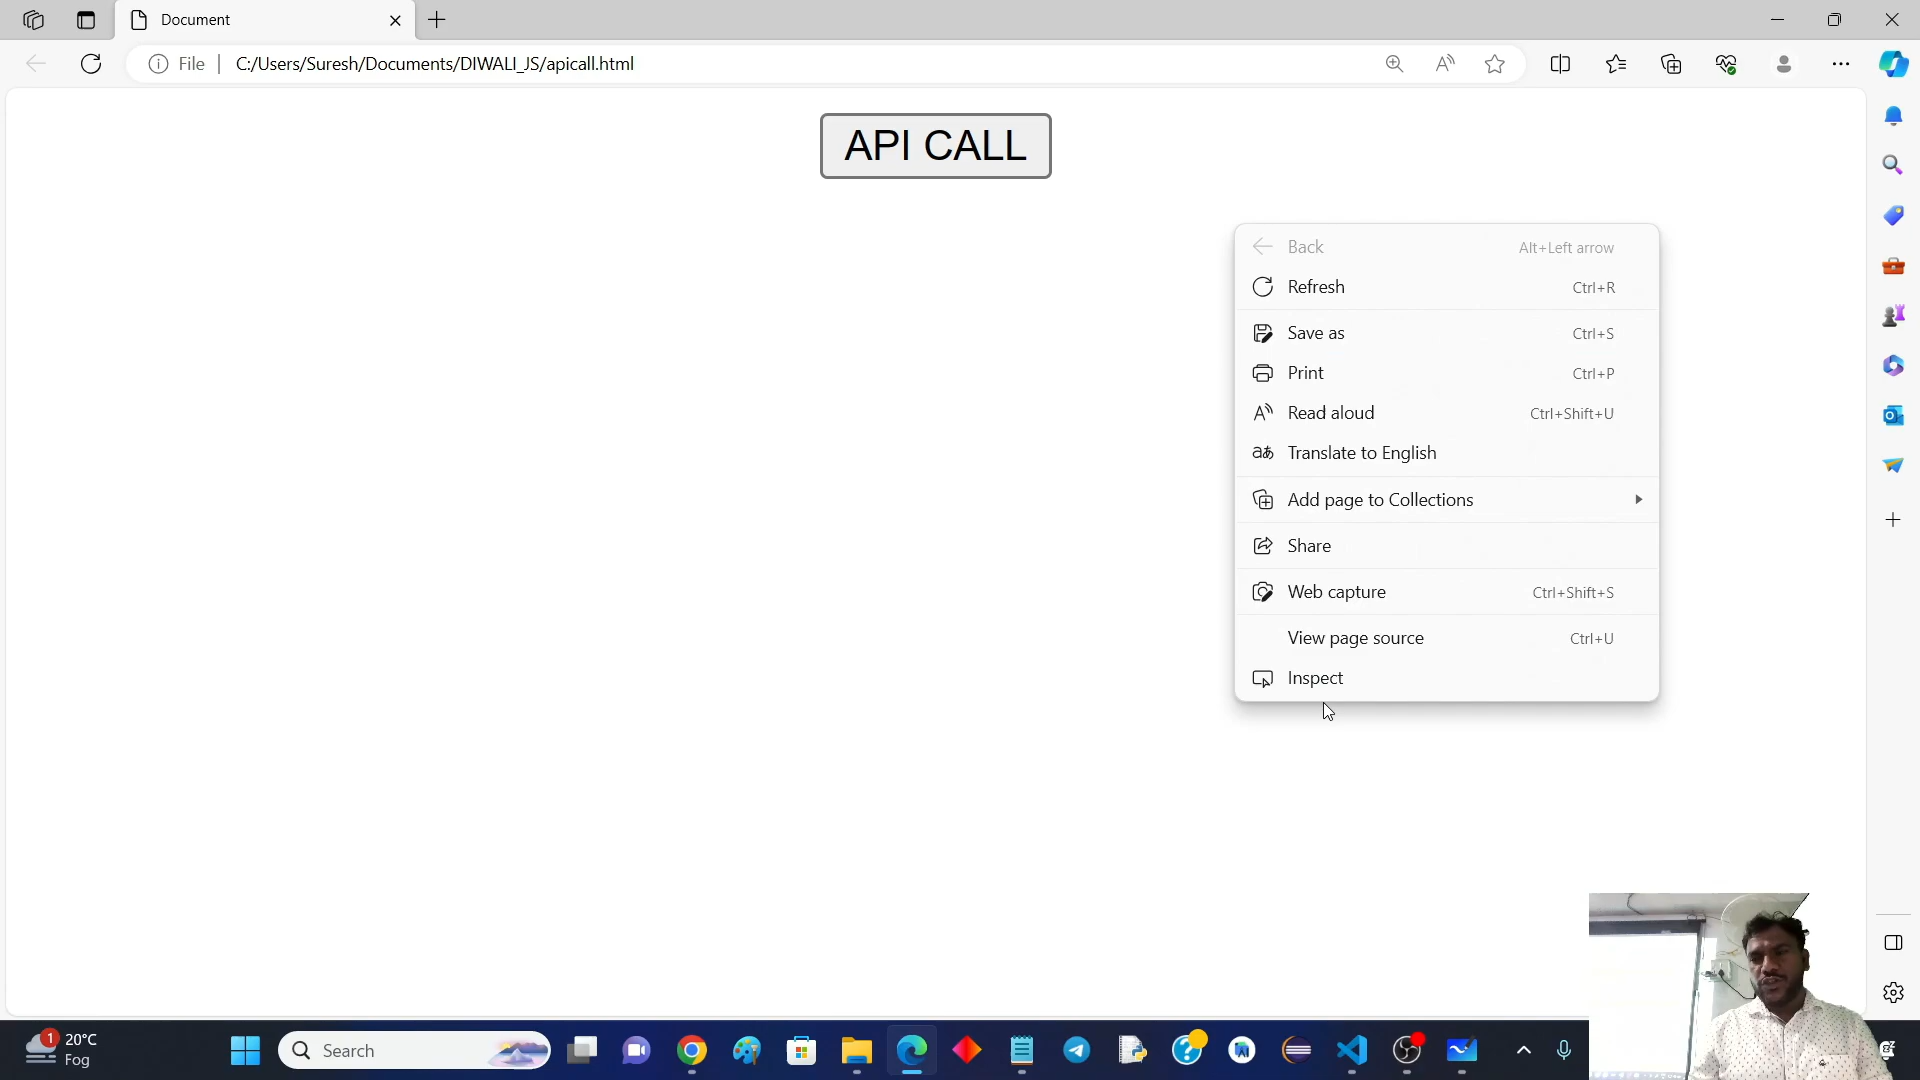 Document
File
C:/Users/Suresh/Documents/DIWALI_JS/apicall.html
API CALL
Back Alt+Left arrow
Refresh Ctrl+R
Save as Ctrl+S
Print Ctrl+P
Read aloud Ctrl+Shift+U
Translate to English
Add page to Collections
Share
Web capture Ctrl+Shift+S
View page source Ctrl+U
Inspect
1
20°C
Fog
Search